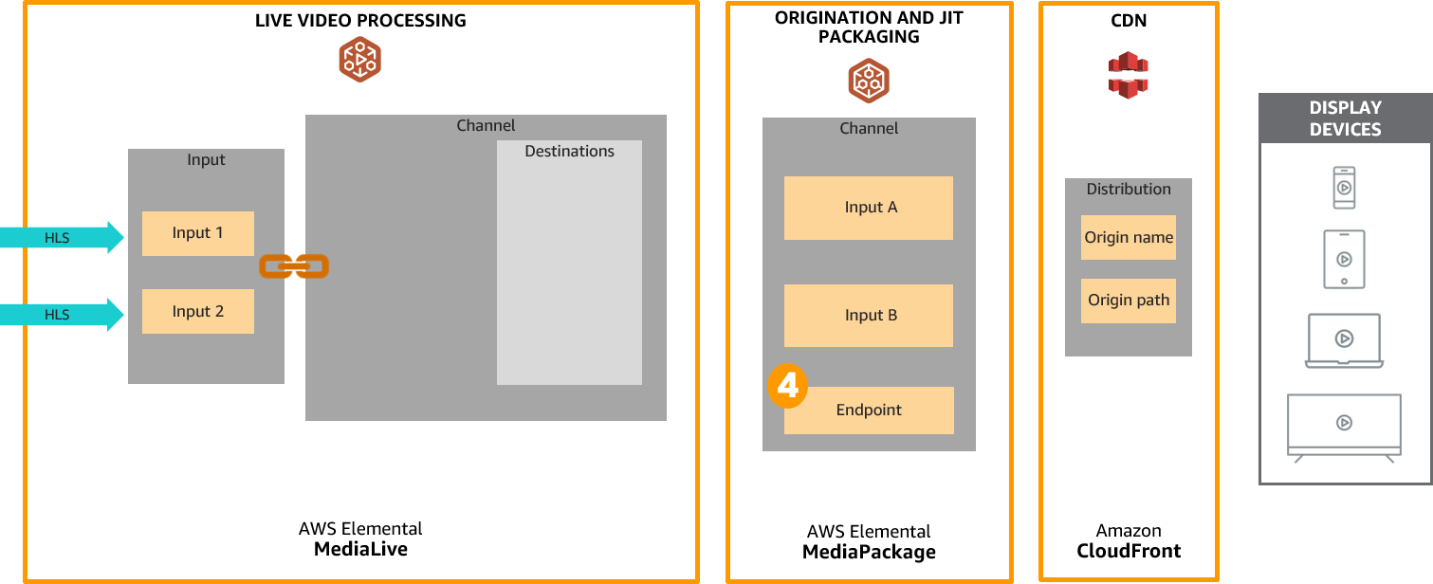 LIVE VIDEO PROCESSING
Input
Input 1
Input 2
HLS
HLS
Channel
Destinations
AWS Elemental
MediaLive
ORIGINATION AND JIT
PACKAGING
Channel
Input A
Input B
4
Endpoint
AWS Elemental
MediaPackage
CDN
Distribution
Origin name
Origin path
Amazon
CloudFront
DISPLAY
DEVICES